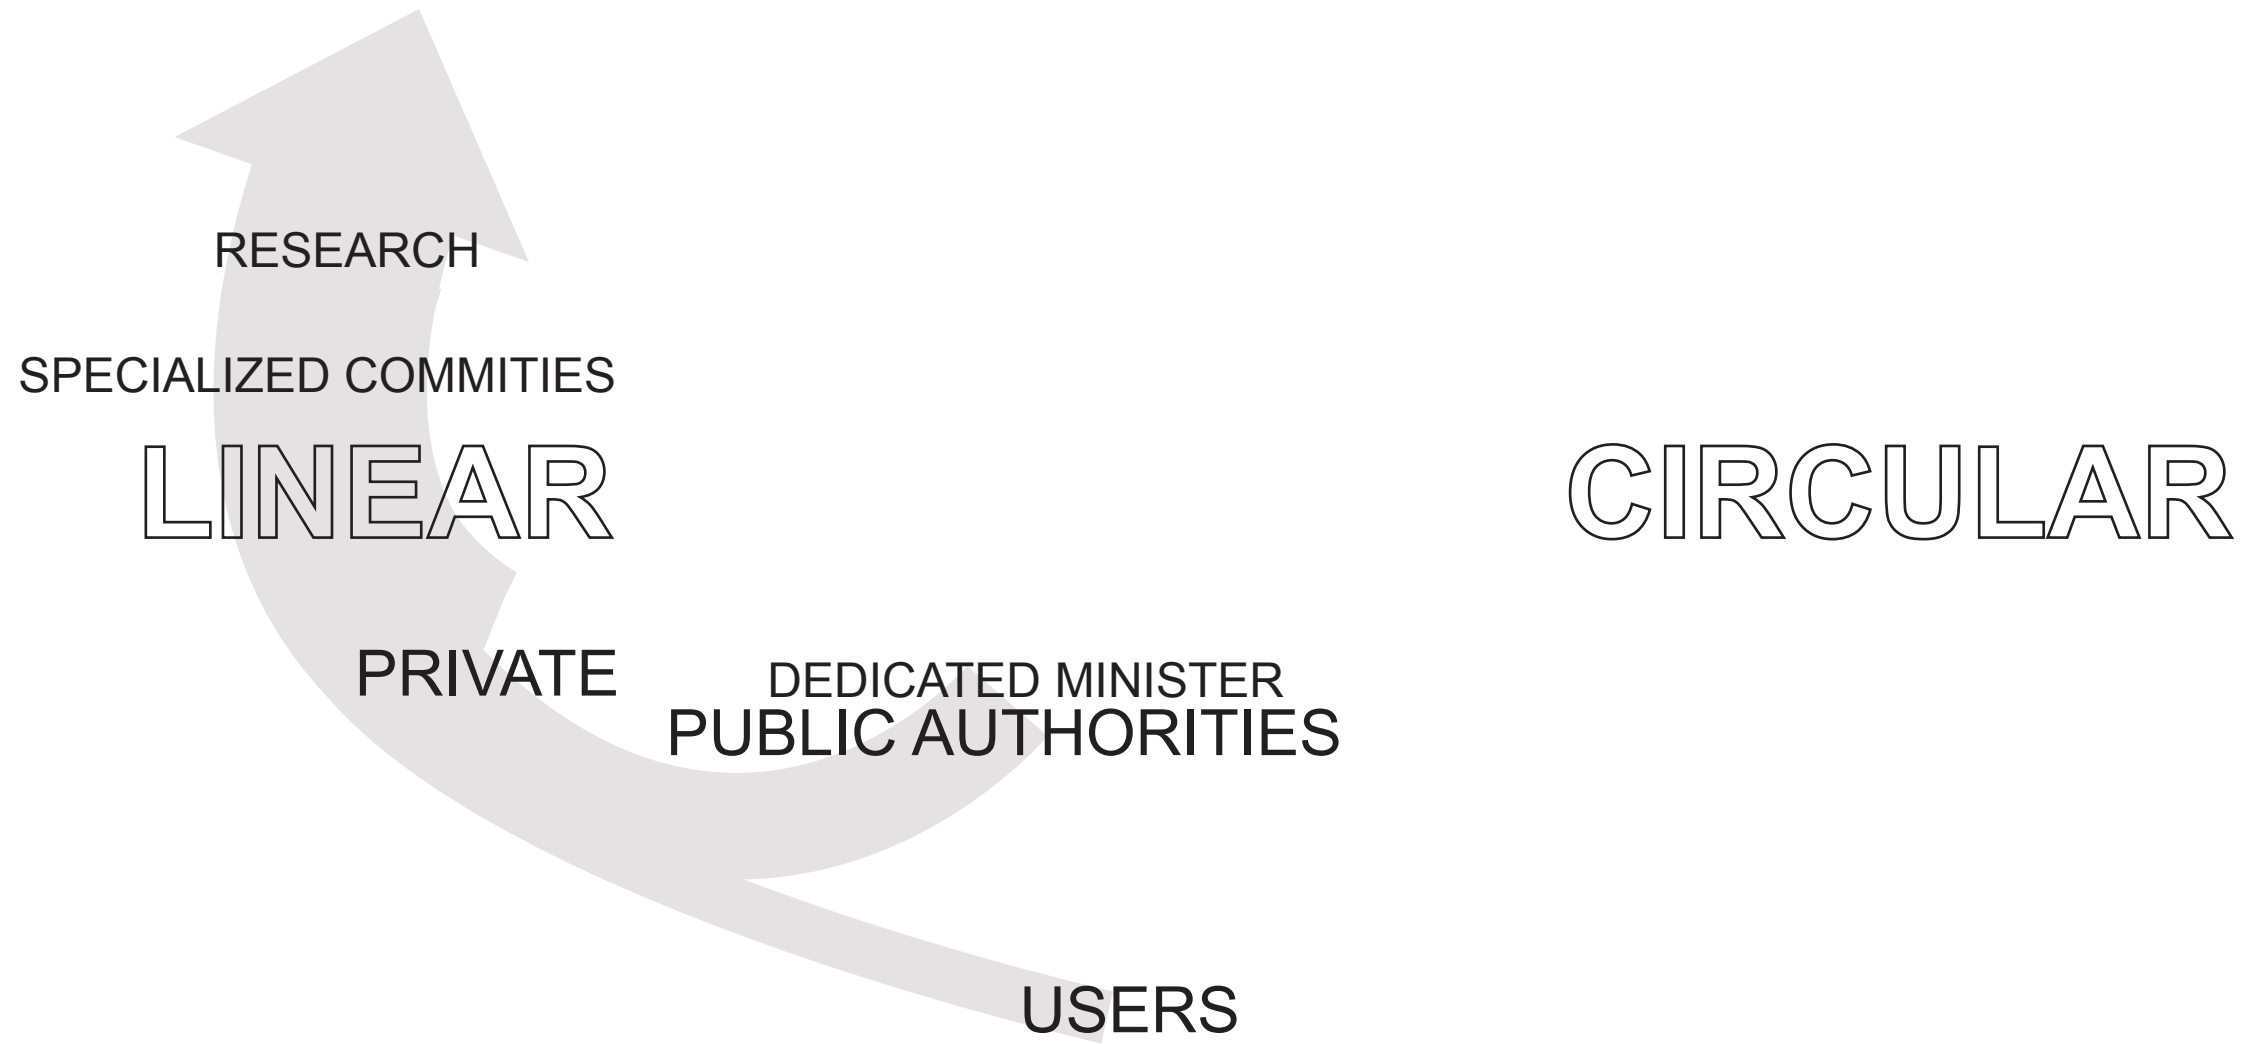 RESEARCH
SPECIALIZED COMMITIES
LINEAR
CIRCULAR
PRIVATE
DEDICATED MINISTER
PUBLIC AUTHORITIES
USERS